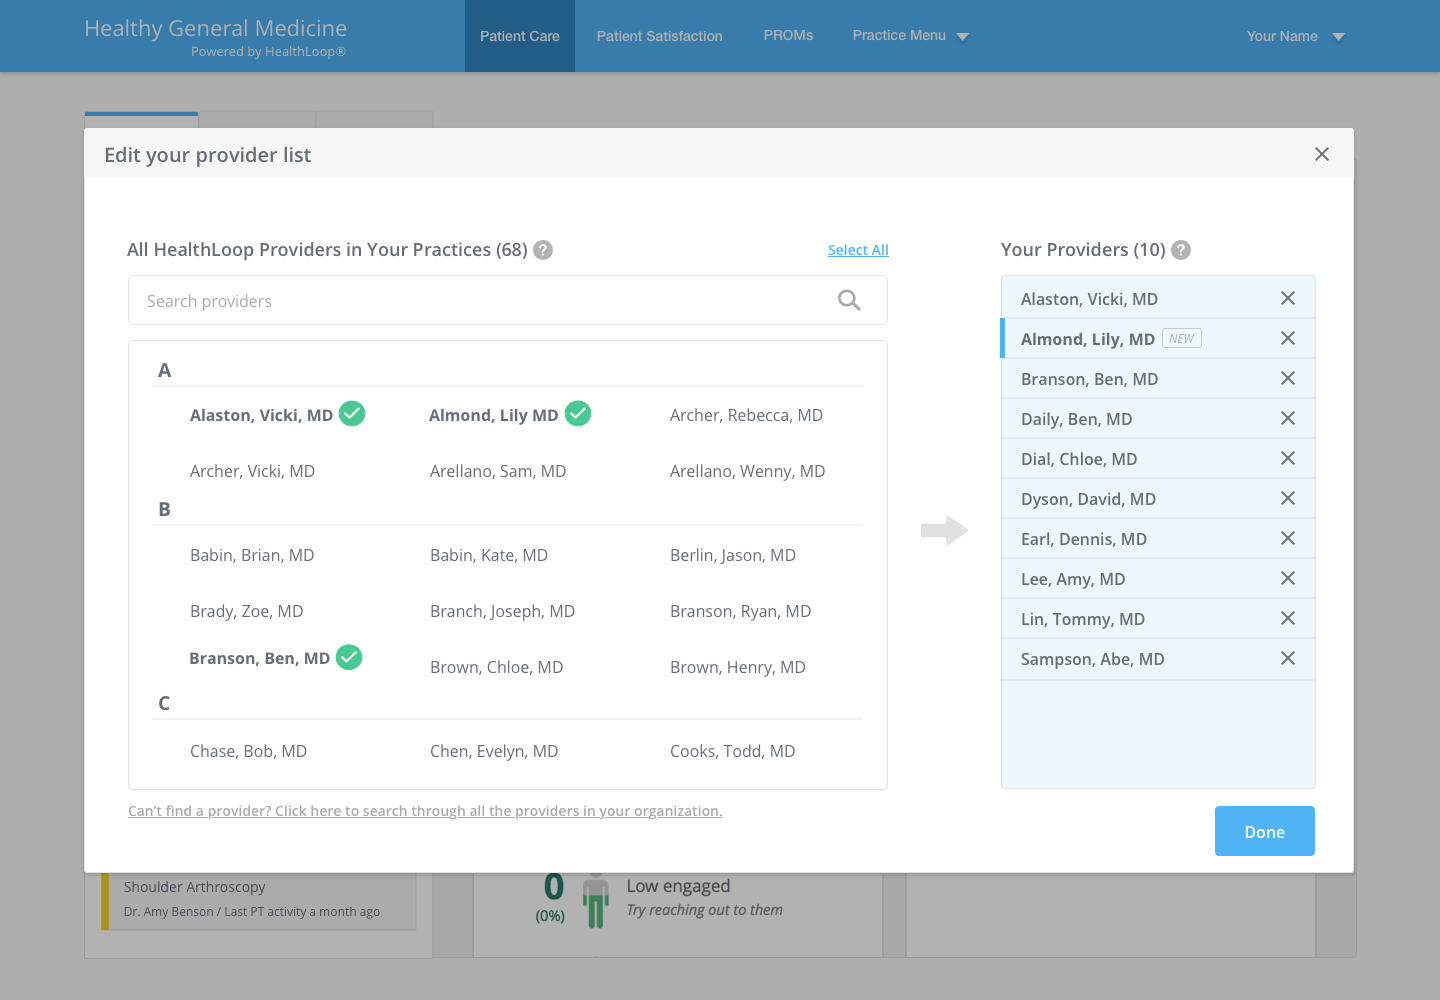 Healthy General Medicine
Powered by HealthLoop®
Patient Care
Patient Satisfaction
PROMs
Practice Menu
Your Name
Edit your provider list
All HealthLoop Providers in Your Practices (68) ?
Select All
Search providers
A
Alaston, Vicki, MD
Almond, Lily MD
Archer, Rebecca, MD
Archer, Vicki, MD
Arellano, Sam, MD
Arellano, Wenny, MD
B
Babin, Brian, MD
Babin, Kate, MD
Berlin, Jason, MD
Brady, Zoe, MD
Branch, Joseph, MD
Branson, Ryan, MD
Branson, Ben, MD
Brown, Chloe, MD
Brown, Henry, MD
C
Chase, Bob, MD
Chen, Evelyn, MD
Cooks, Todd, MD
Can't find a provider? Click here to search through all the providers in your organization.
Your Providers (10) ?
Alaston, Vicki, MD
Almond, Lily, MD NEW
Branson, Ben, MD
Daily, Ben, MD
Dial, Chloe, MD
Dyson, David, MD
Earl, Dennis, MD
Lee, Amy, MD
Lin, Tommy, MD
Sampson, Abe, MD
Done
Shoulder Arthroscopy
Dr. Amy Benson / Last PT activity a month ago
0
(0%)
Low engaged
Try reaching out to them